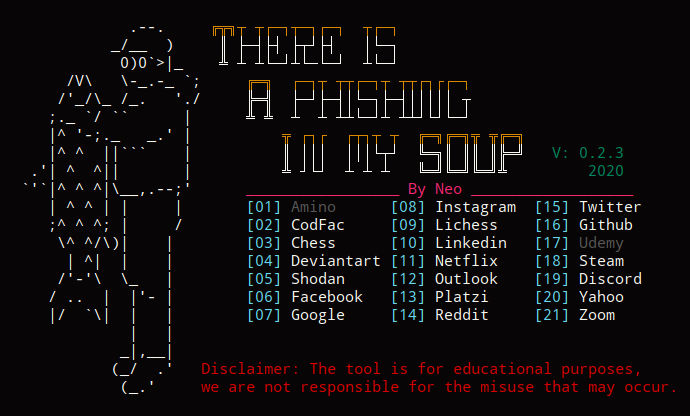 THERE IS
A PHISHING
IN MY SOUP
V: 0.2.3
2020
By Neo
[01] Amino [08] Instagram [15] Twitter
[02] CodFac [09] Lichess [16] Github
[03] Chess [10] Linkedin [17] Udemy
[04] Deviantart [11] Netflix [18] Steam
[05] Shodan [12] Outlook [19] Discord
[06] Facebook [13] Platzi [20] Yahoo
[07] Google [14] Reddit [21] Zoom
Disclaimer: The tool is for educational purposes,
we are not responsible for the misuse that may occur.